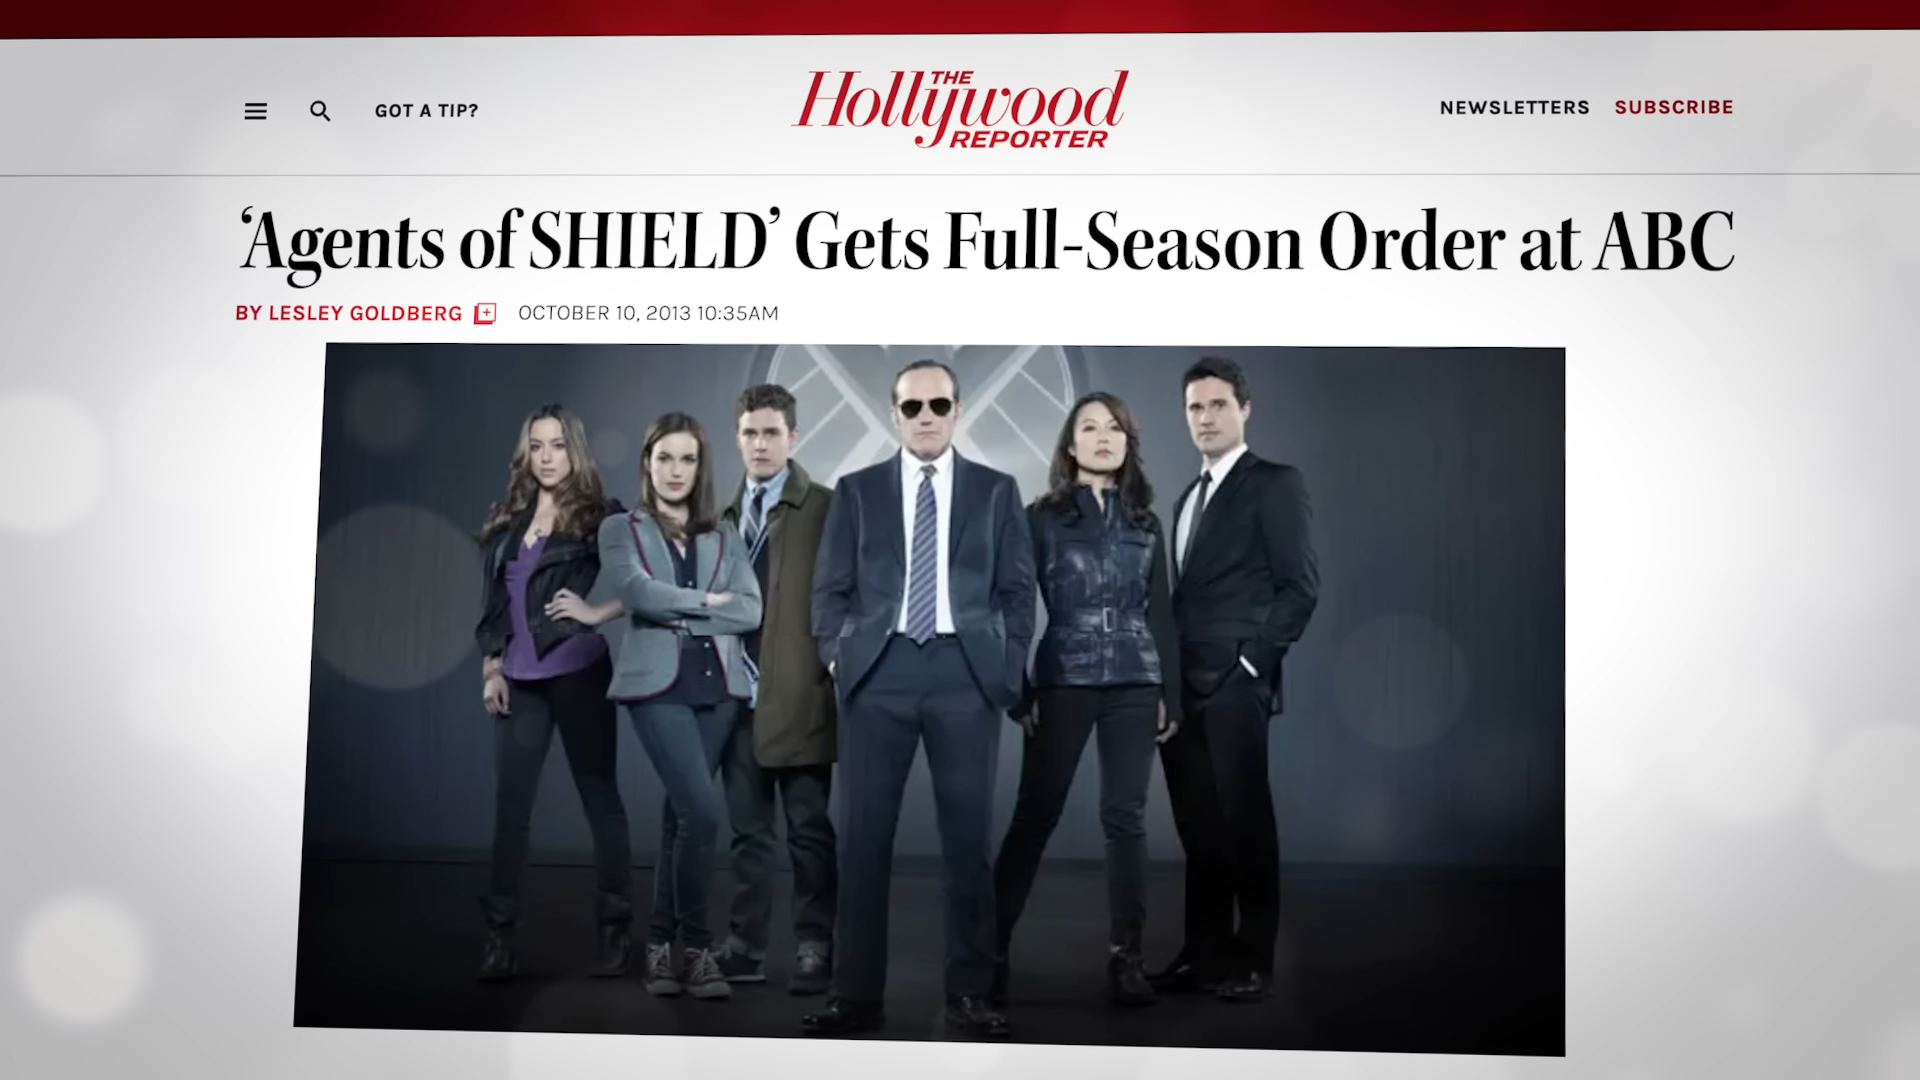 GOT A TIP?
THE
Hollywood
REPORTER
NEWSLETTERS SUBSCRIBE
‘Agents of SHIELD’ Gets Full-Season Order at ABC
BY LESLEY GOLDBERG OCTOBER 10, 2013 10:35AM